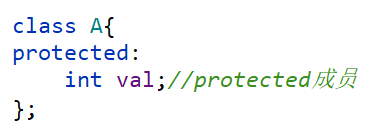 class A{
protected:
    int val;//protected成员
};